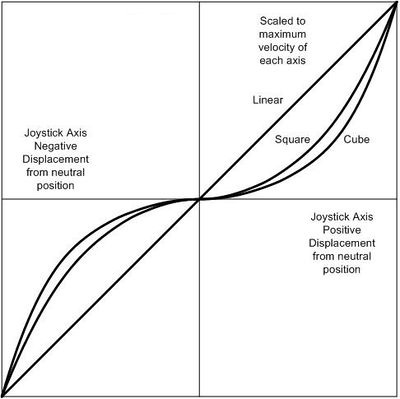 Scaled to
maximum
velocity of
each axis
Linear
Square
Cube
Joystick Axis
Negative
Displacement
from neutral
position
Joystick Axis
Positive
Displacement
from neutral
position